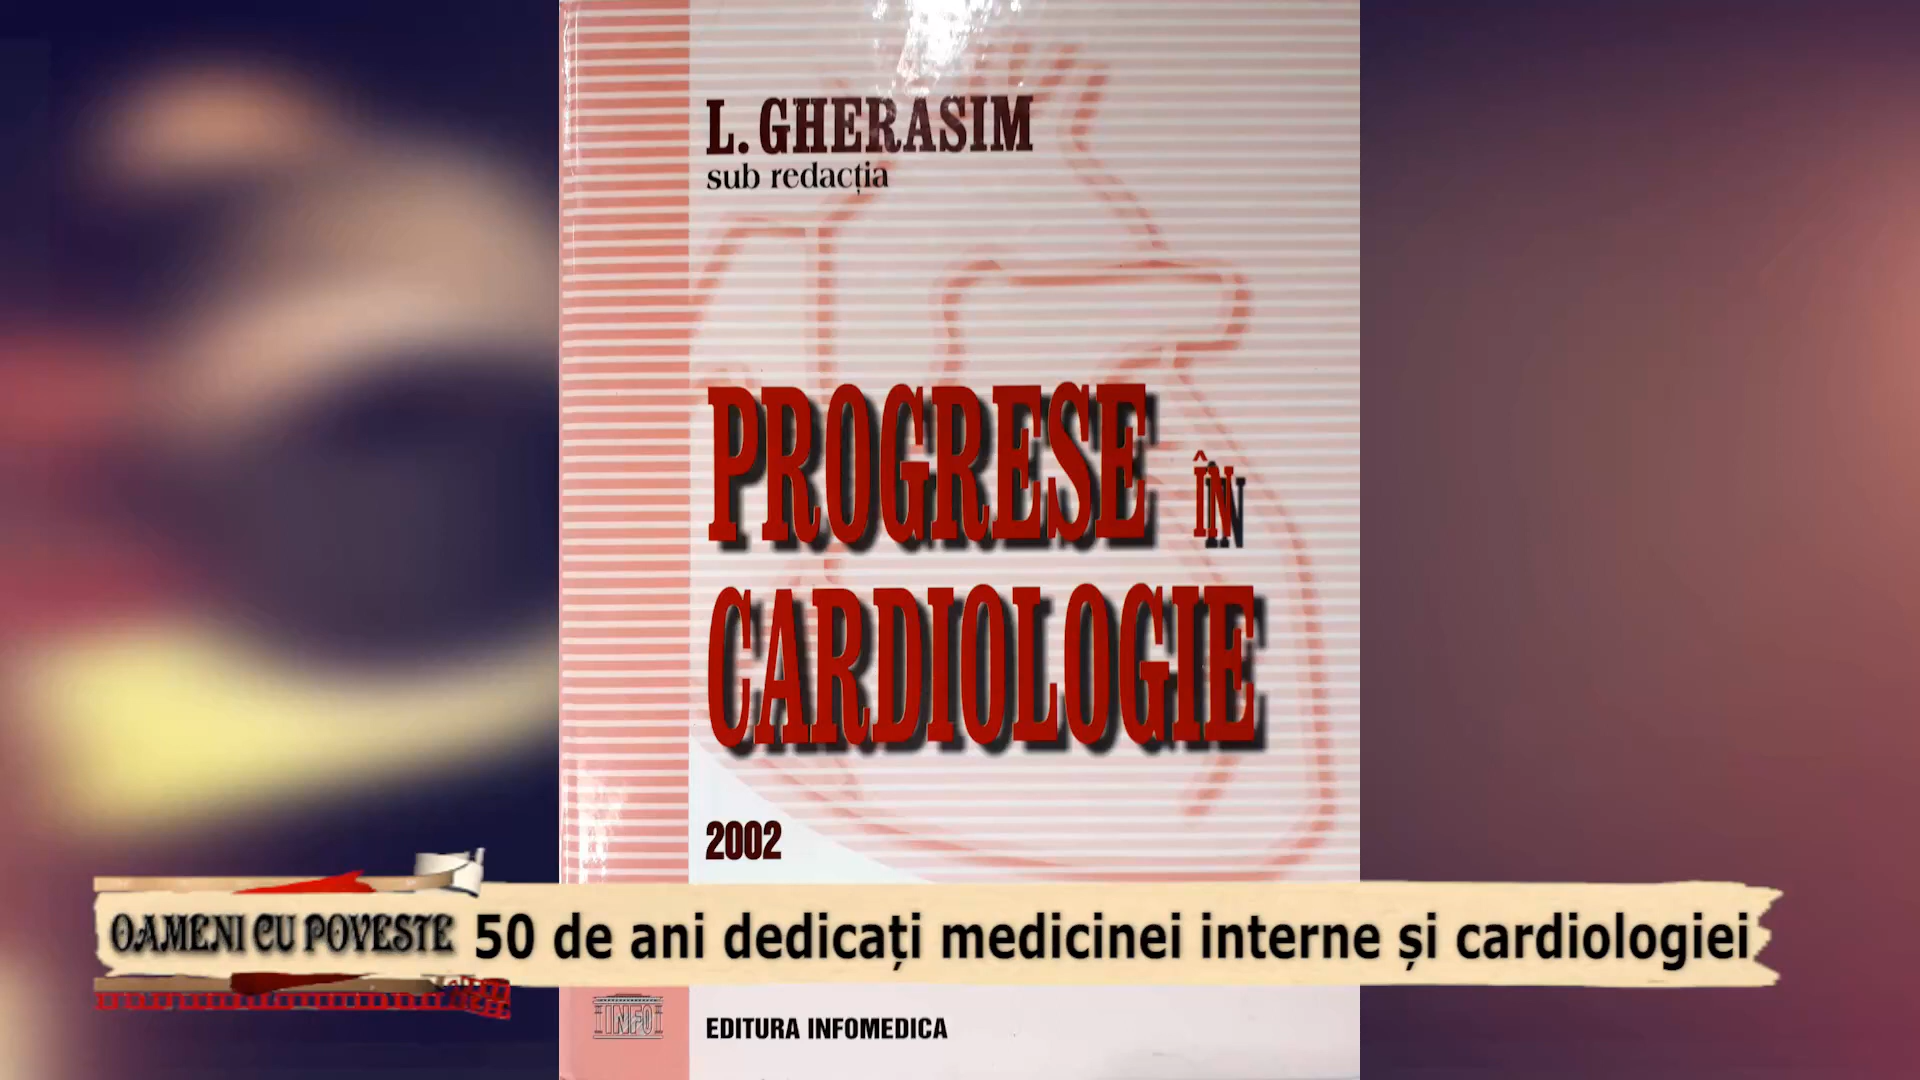 L. GHERASIM
sub redacția
PROGRESE ÎN
CARDIOLOGIE
2002
OAMENI CU POVESTE
50 de ani dedicați medicinei interne și cardiologiei
INFO
EDITURA INFOMEDICA